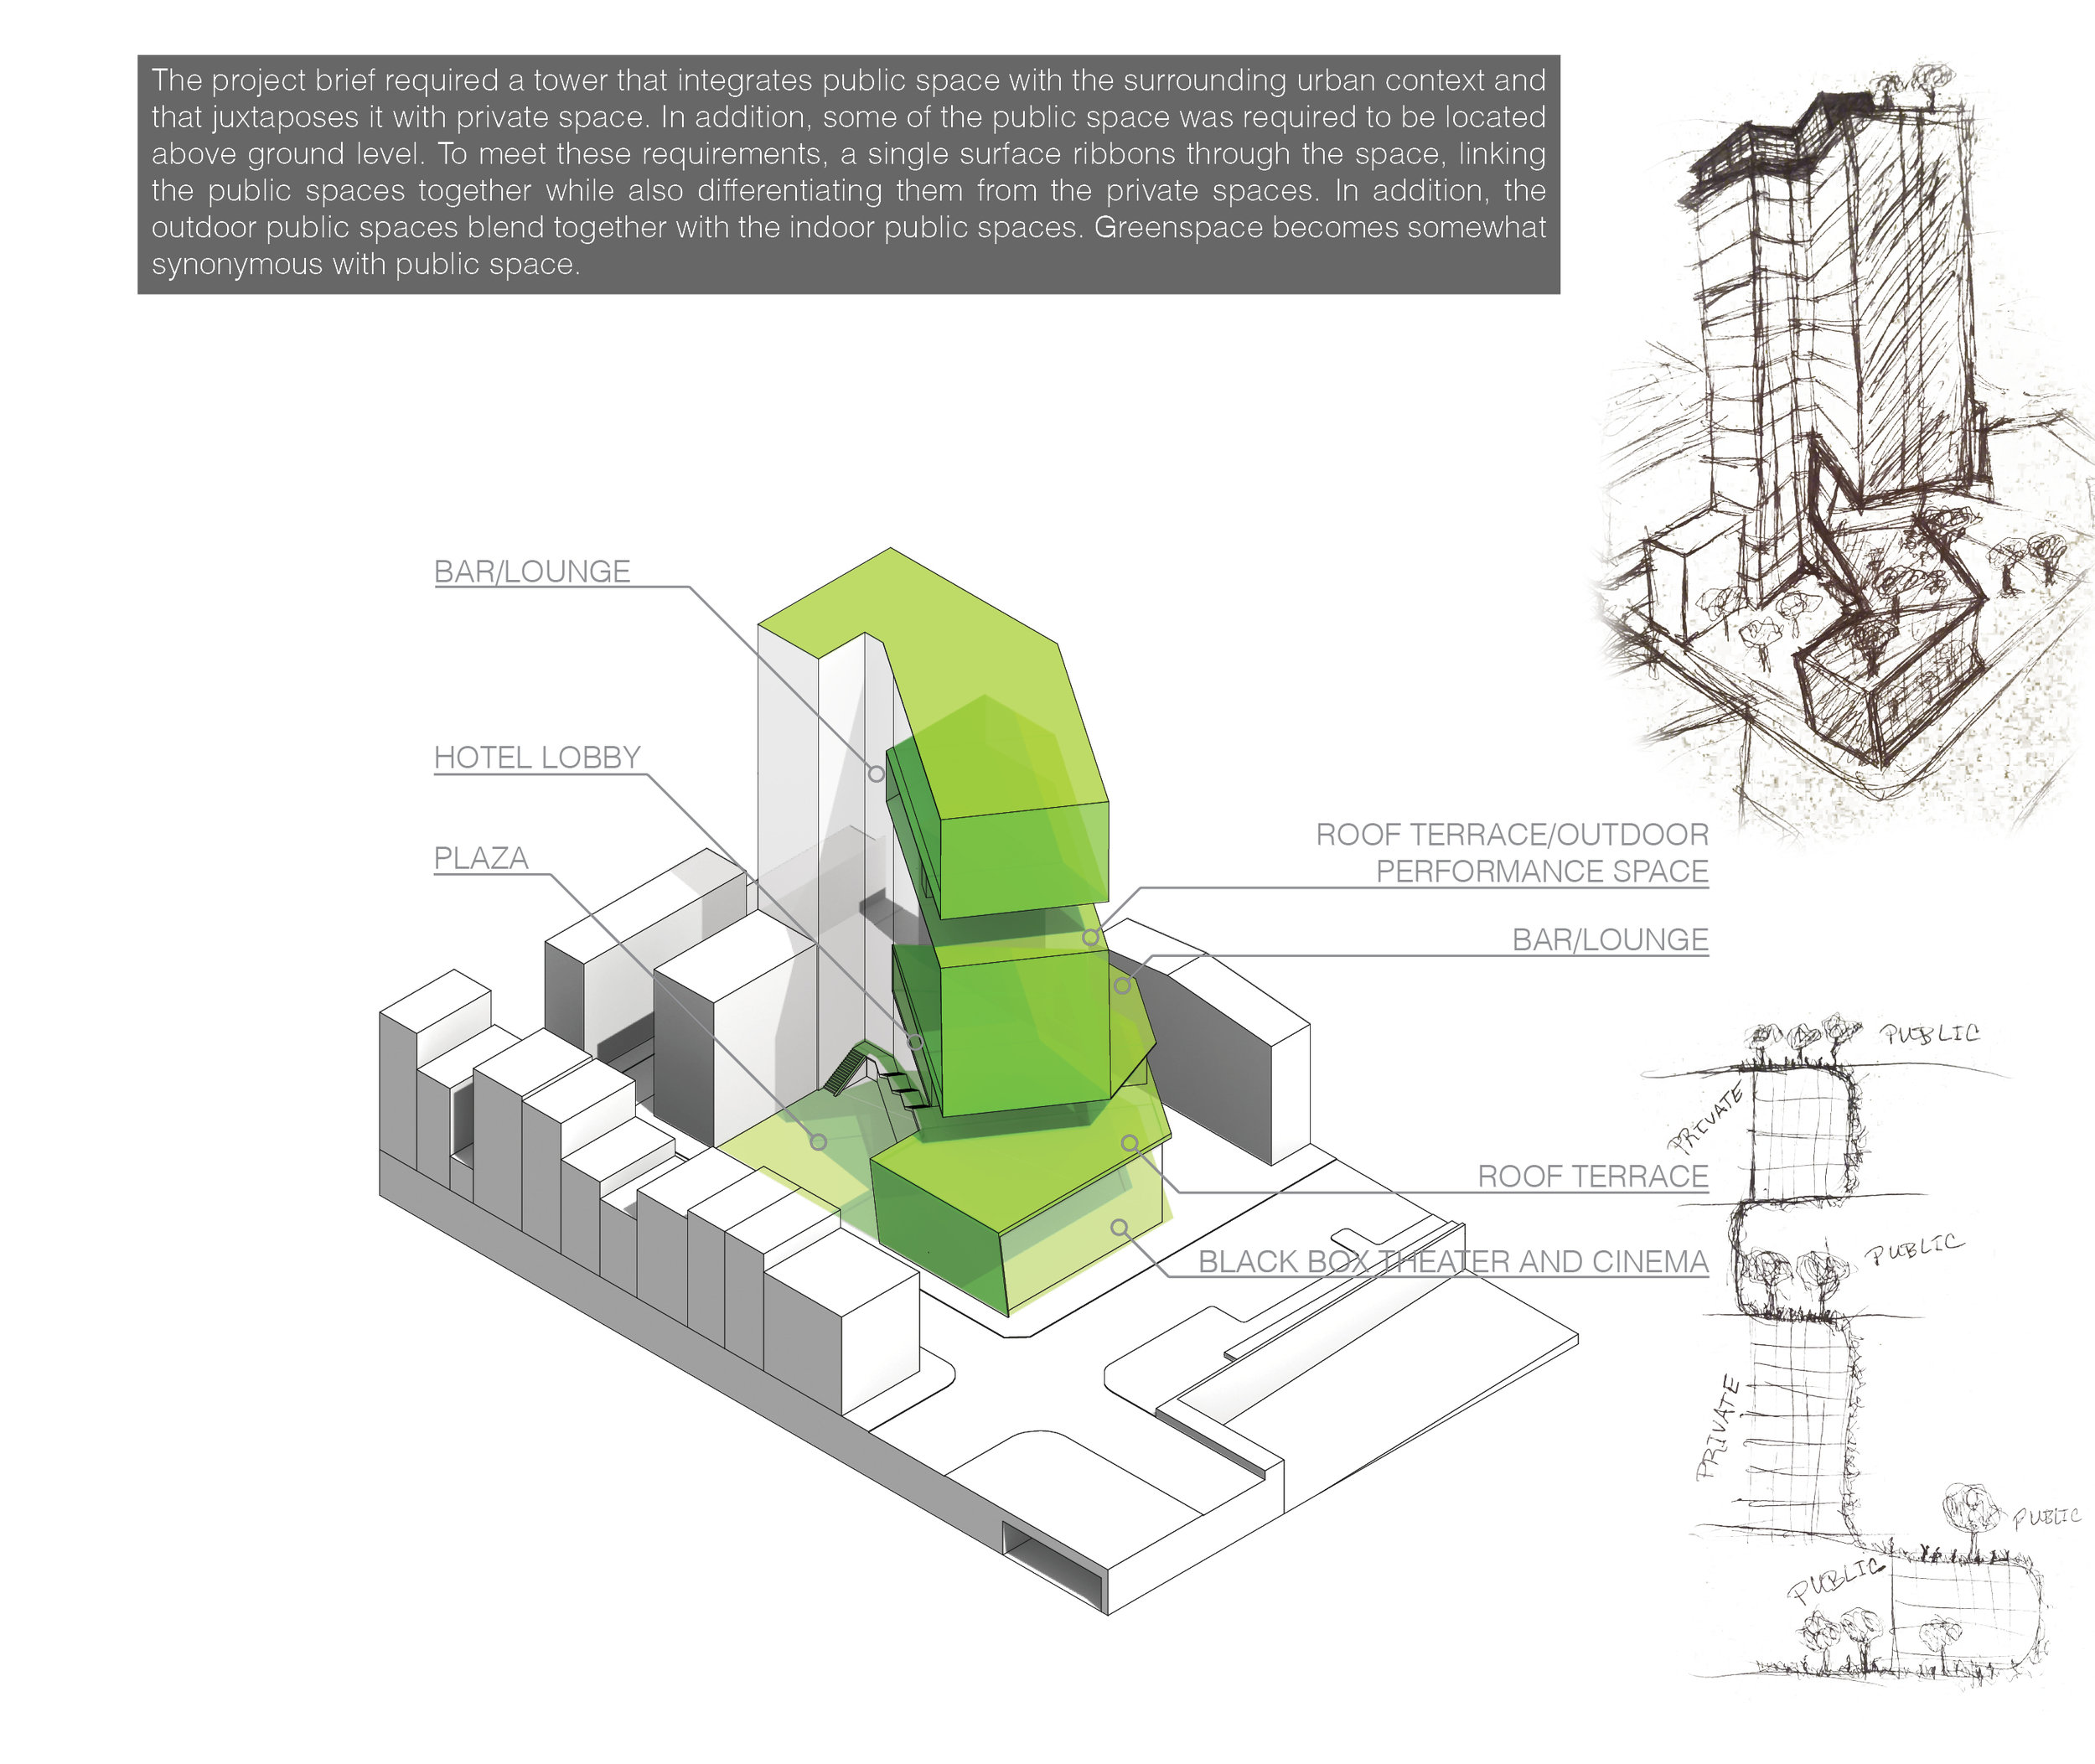 The project brief required a tower that integrates public space with the surrounding urban context and
that juxtaposes it with private space. In addition, some of the public space was required to be located
above ground level. To meet these requirements, a single surface ribbons through the space, linking
the public spaces together while also differentiating them from the private spaces. In addition, the
outdoor public spaces blend together with the indoor public spaces. Greenspace becomes somewhat
synonymous with public space.
BAR/LOUNGE
HOTEL LOBBY
PLAZA
ROOF TERRACE/OUTDOOR
PERFORMANCE SPACE
BAR/LOUNGE
ROOF TERRACE
BLACK BOX THEATER AND CINEMA
PUBLIC
PRIVATE
PUBLIC
PRIVATE
PUBLIC
PUBLIC